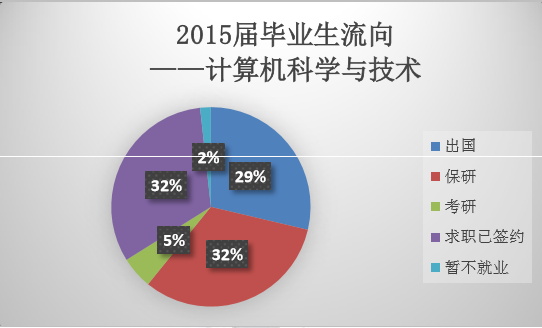 2015届毕业生流向
——计算机科学与技术
2%
29%
32%
5%
32%
出国
保研
考研
求职已签约
暂不就业